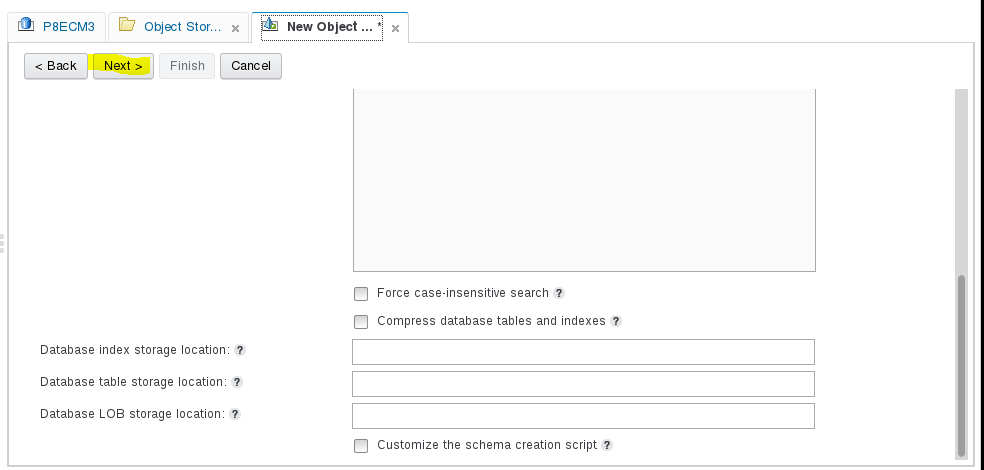 P8ECM3 Object Stor... New Object ... *
< Back Next > Finish Cancel
Force case-insensitive search ?
Compress database tables and indexes ?
Database index storage location: ?
Database table storage location: ?
Database LOB storage location: ?
Customize the schema creation script ?